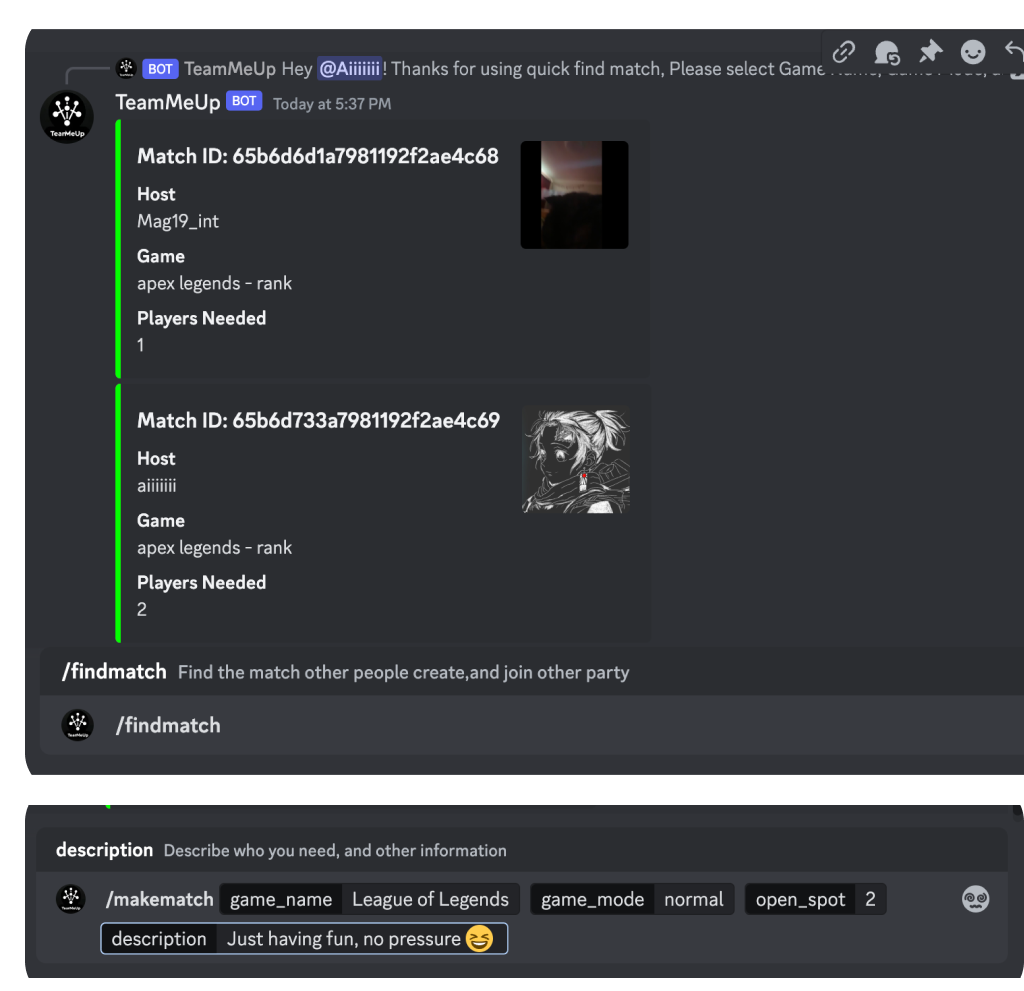 BOT TeamMeUp Hey @Aiiiiiii! Thanks for using quick find match, Please select Game
TeamMeUp BOT Today at 5:37 PM
TeamMeUp
Match ID: 65b6d6d1a7981192f2ae4c68
Host
Mag19_int
Game
apex legends - rank
Players Needed
1
Match ID: 65b6d733a7981192f2ae4c69
Host
aiiiiiii
Game
apex legends - rank
Players Needed
2
/findmatch Find the match other people create,and join other party
/findmatch
description Describe who you need, and other information
/makematch game_name League of Legends game_mode normal open_spot 2
description Just having fun, no pressure 😆